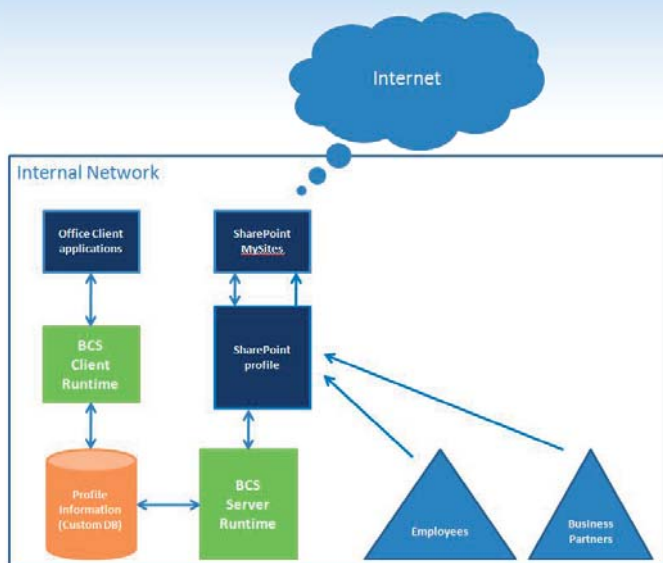 Internet
Internal Network
Office Client
applications
SharePoint
MySites
BCS
Client
Runtime
SharePoint
profile
Profile
Information
(Custom DB)
BCS
Server
Runtime
Employees
Business
Partners